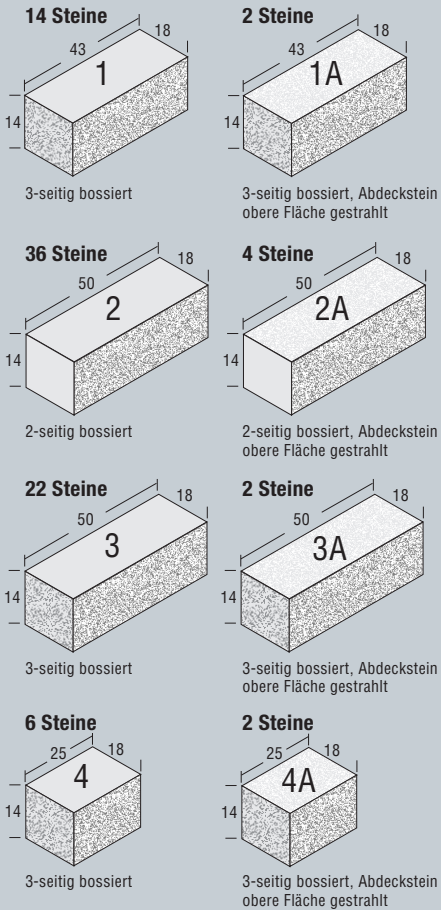 14 Steine
43
18
1
14
3-seitig bossiert
2 Steine
43
18
1A
14
3-seitig bossiert, Abdeckstein
obere Fläche gestrahlt
36 Steine
50
18
2
14
2-seitig bossiert
4 Steine
50
18
2A
14
2-seitig bossiert, Abdeckstein
obere Fläche gestrahlt
22 Steine
50
18
3
14
3-seitig bossiert
2 Steine
50
18
3A
14
3-seitig bossiert, Abdeckstein
obere Fläche gestrahlt
6 Steine
25
18
4
14
3-seitig bossiert
2 Steine
25
18
4A
14
3-seitig bossiert, Abdeckstein
obere Fläche gestrahlt